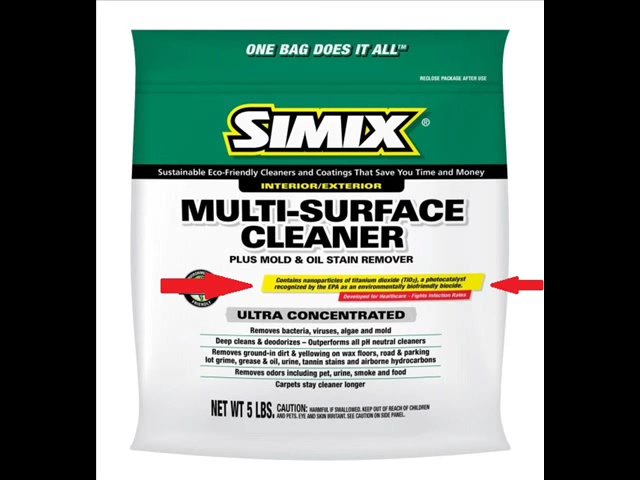 ONE BAG DOES IT ALL™
RECLOSE PACKAGE AFTER USE
SIMIX®
Sustainable Eco-Friendly Cleaners and Coatings That Save You Time and Money
INTERIOR/EXTERIOR
MULTI-SURFACE
CLEANER
PLUS MOLD & OIL STAIN REMOVER
Contains nanoparticles of titanium dioxide (TiO₂), a photocatalyst
recognized by the EPA as an environmentally biofriendly biocide.
Developed for Healthcare - Fights Infection Rates
ULTRA CONCENTRATED
Removes bacteria, viruses, algae and mold
Deep cleans & deodorizes – Outperforms all pH neutral cleaners
Removes ground-in dirt & yellowing on wax floors, road & parking
lot grime, grease & oil, urine, tannin stains and airborne hydrocarbons
Removes odors including pet, urine, smoke and food
Carpets stay cleaner longer
NET WT 5 LBS. CAUTION: HARMFUL IF SWALLOWED. KEEP OUT OF REACH OF CHILDREN
AND PETS. EYE AND SKIN IRRITANT. SEE CAUTION ON SIDE PANEL.